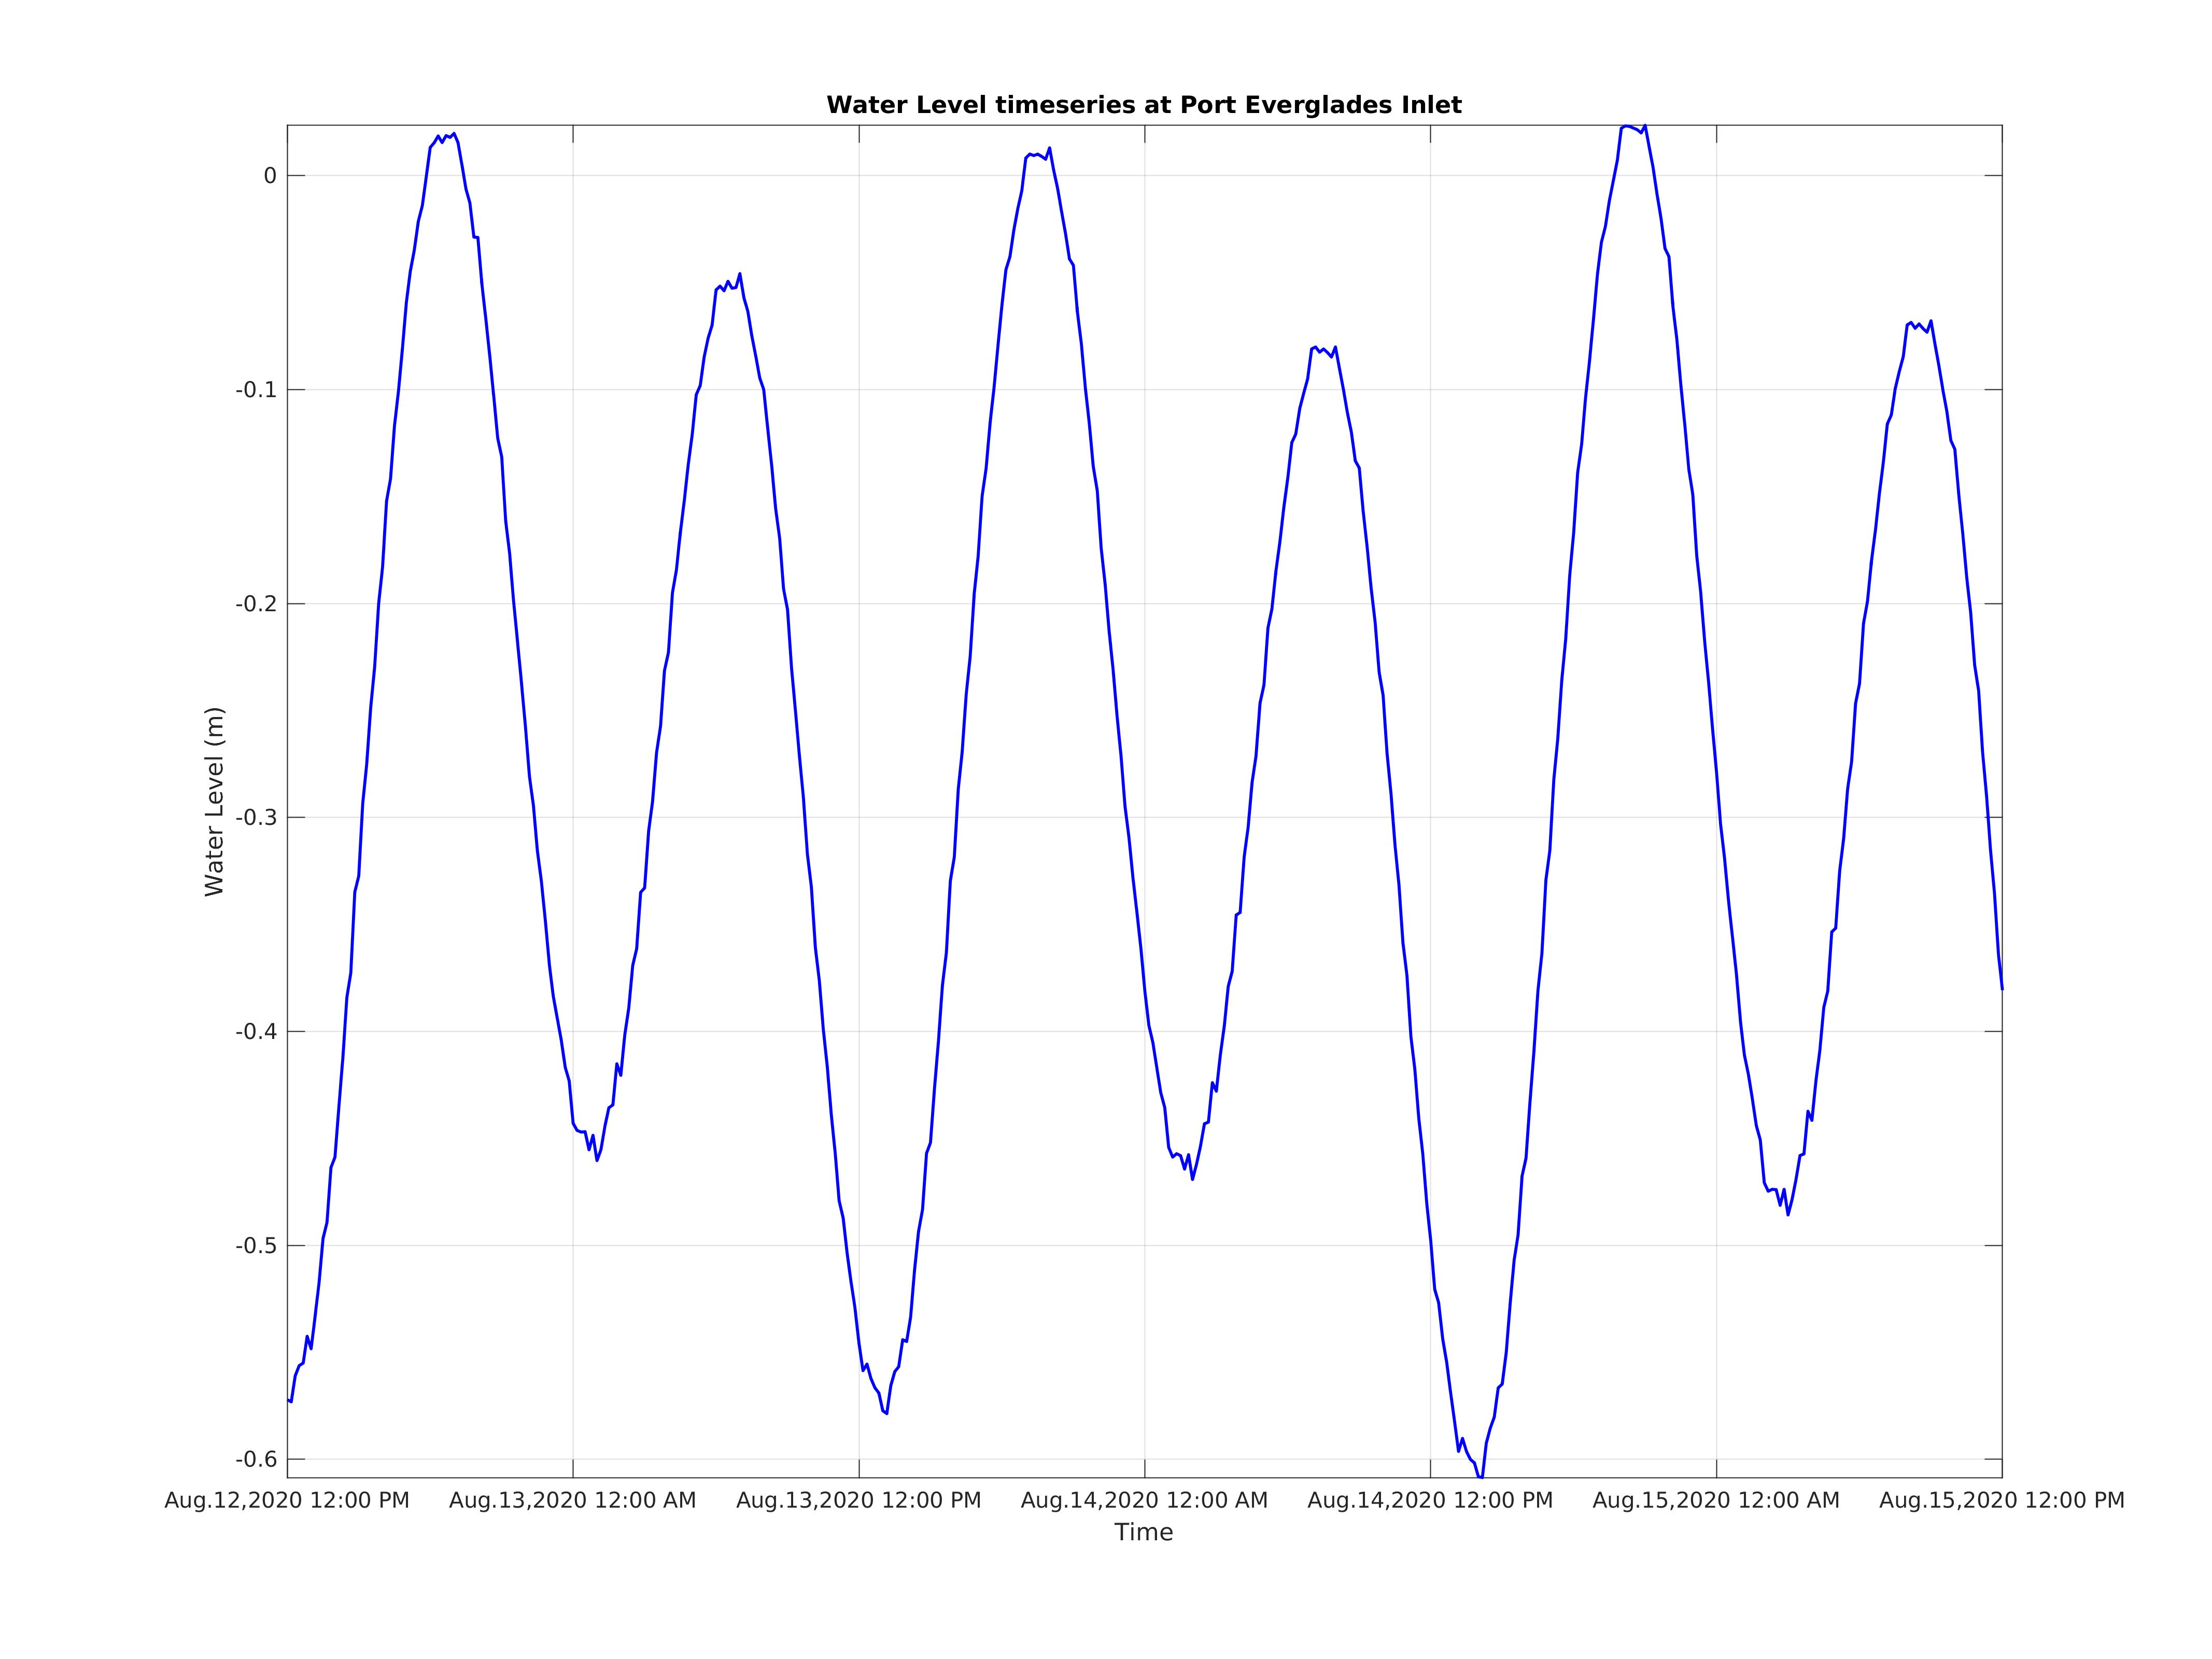 Water Level timeseries at Port Everglades Inlet
0
-0.1
-0.2
-0.3
-0.4
-0.5
-0.6
Water Level (m)
Aug.12,2020 12:00 PM
Aug.13,2020 12:00 AM
Aug.13,2020 12:00 PM
Aug.14,2020 12:00 AM
Aug.14,2020 12:00 PM
Aug.15,2020 12:00 AM
Aug.15,2020 12:00 PM
Time